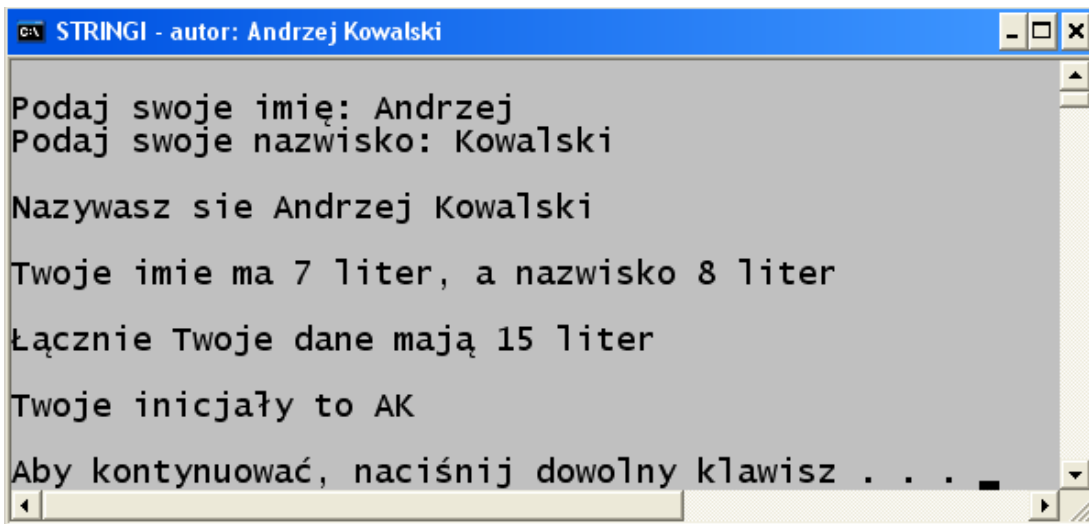 STRINGI - autor: Andrzej Kowalski
Podaj swoje imię: Andrzej
Podaj swoje nazwisko: Kowalski
Nazywasz sie Andrzej Kowalski
Twoje imie ma 7 liter, a nazwisko 8 liter
Łącznie Twoje dane mają 15 liter
Twoje inicjały to AK
Aby kontynuować, naciśnij dowolny klawisz . . .